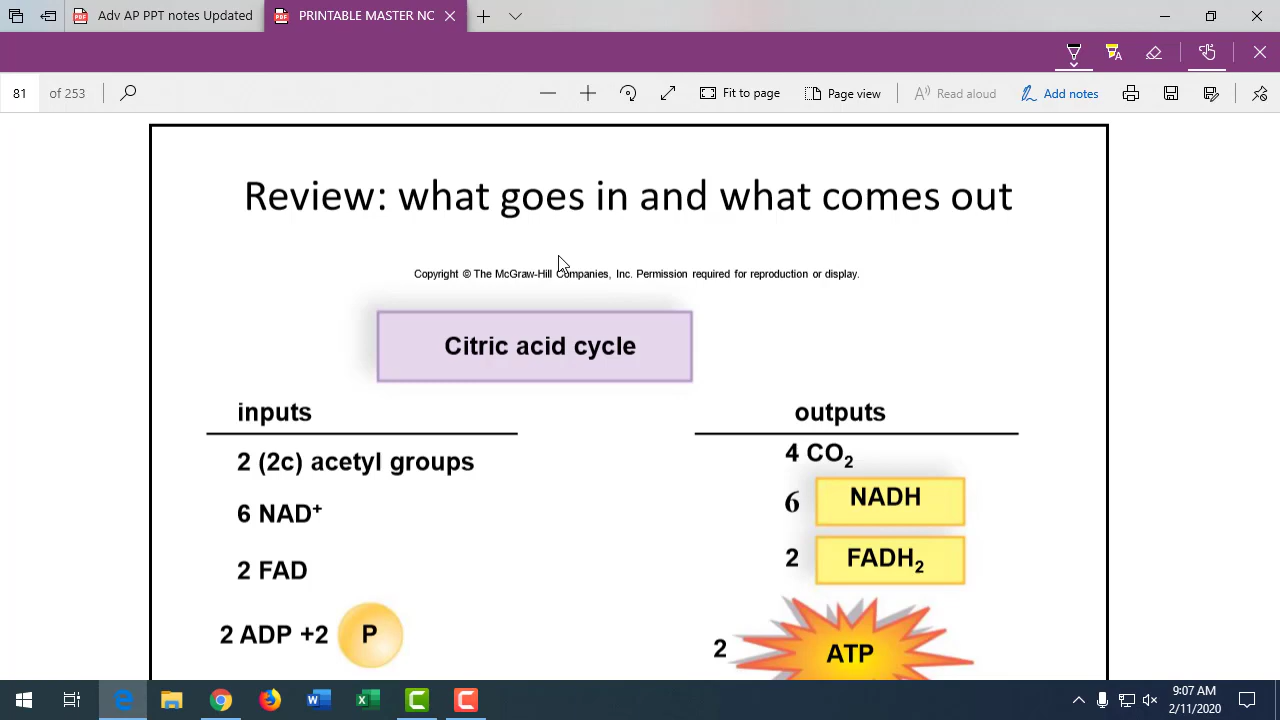 Adv AP PPT notes Updated
PRINTABLE MASTER NC
81 of 253
Fit to page
Page view
Read aloud
Add notes
Review: what goes in and what comes out
Copyright © The McGraw-Hill Companies, Inc. Permission required for reproduction or display.
Citric acid cycle
inputs
2 (2c) acetyl groups
6 NAD⁺
2 FAD
2 ADP +2 P
outputs
4 CO₂
6 NADH
2 FADH₂
2 ATP
9:07 AM
2/11/2020